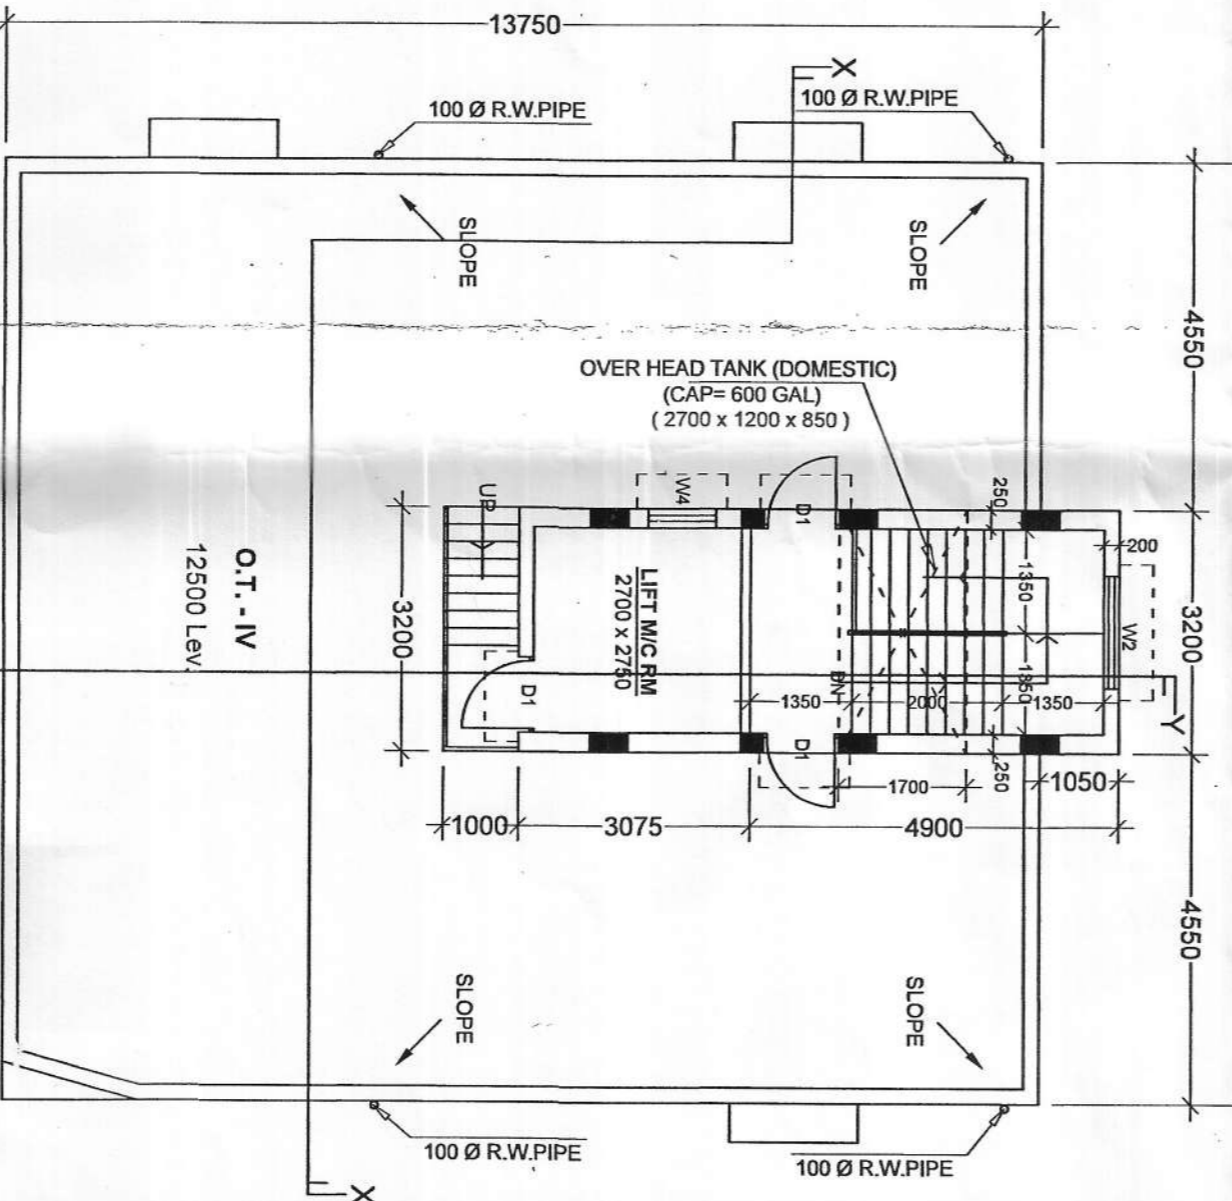 13750
X
100 Ø R.W.PIPE
100 Ø R.W.PIPE
SLOPE
SLOPE
4550
OVER HEAD TANK (DOMESTIC)
(CAP= 600 GAL)
( 2700 x 1200 x 850 )
UP
W4
D1
250
200
1350
W2
3200
O.T. - IV
12500 Lev.
3200
LIFT M/C RM
2700 x 2750
D1
DN
1350
2000
1350
1350
Y
D1
250
1700
1050
1000
3075
4900
4550
SLOPE
SLOPE
100 Ø R.W.PIPE
100 Ø R.W.PIPE
X